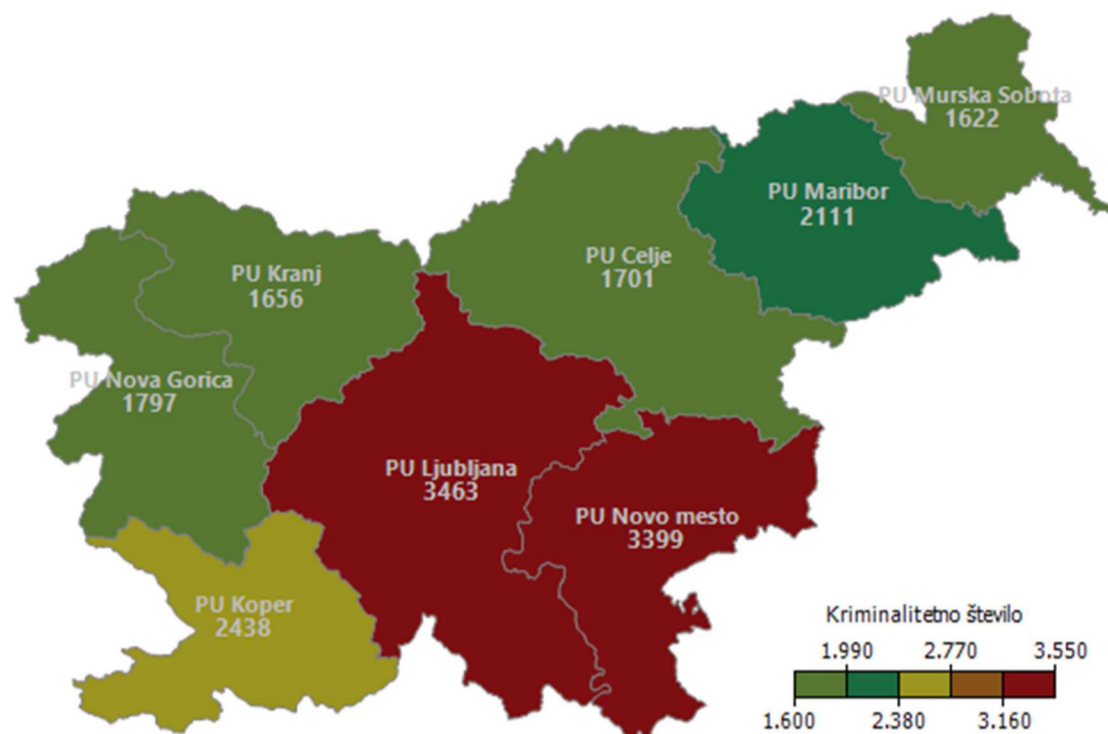 PU Murska Sobota
1622
PU Maribor
2111
PU Celje
1701
PU Kranj
1656
PU Nova Gorica
1797
PU Ljubljana
3463
PU Novo mesto
3399
PU Koper
2438
Kriminalitetno število
1.990 2.770 3.550
1.600 2.380 3.160